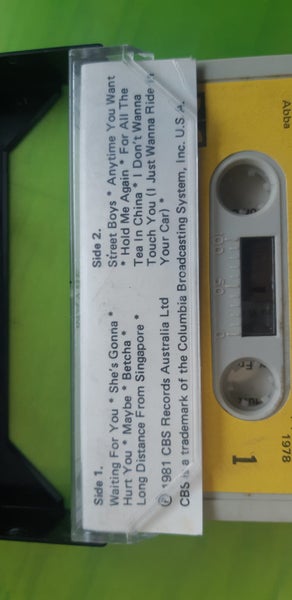 Side 1.
Waiting For You * She's Gonna *
Hurt You * Maybe * Betcha *
Long Distance From Singapore *
Side 2.
Street Boys * Anytime You Want
* Hold Me Again * For All The
Tea In China * I Don't Wanna
Touch You (I Just Wanna Ride
Your Car) *
℗ 1981 CBS Records Australia Ltd
CBS is a trademark of the Columbia Broadcasting System, Inc. U.S.A.
Abba
100 50 0
1978
1